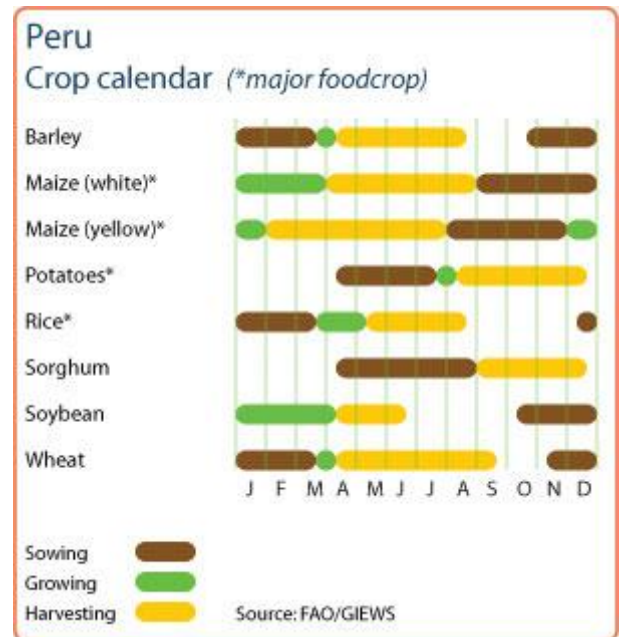 Peru
Crop calendar (*major foodcrop)
Barley
Maize (white)*
Maize (yellow)*
Potatoes*
Rice*
Sorghum
Soybean
Wheat
J F M A M J J A S O N D
Sowing
Growing
Harvesting Source: FAO/GIEWS